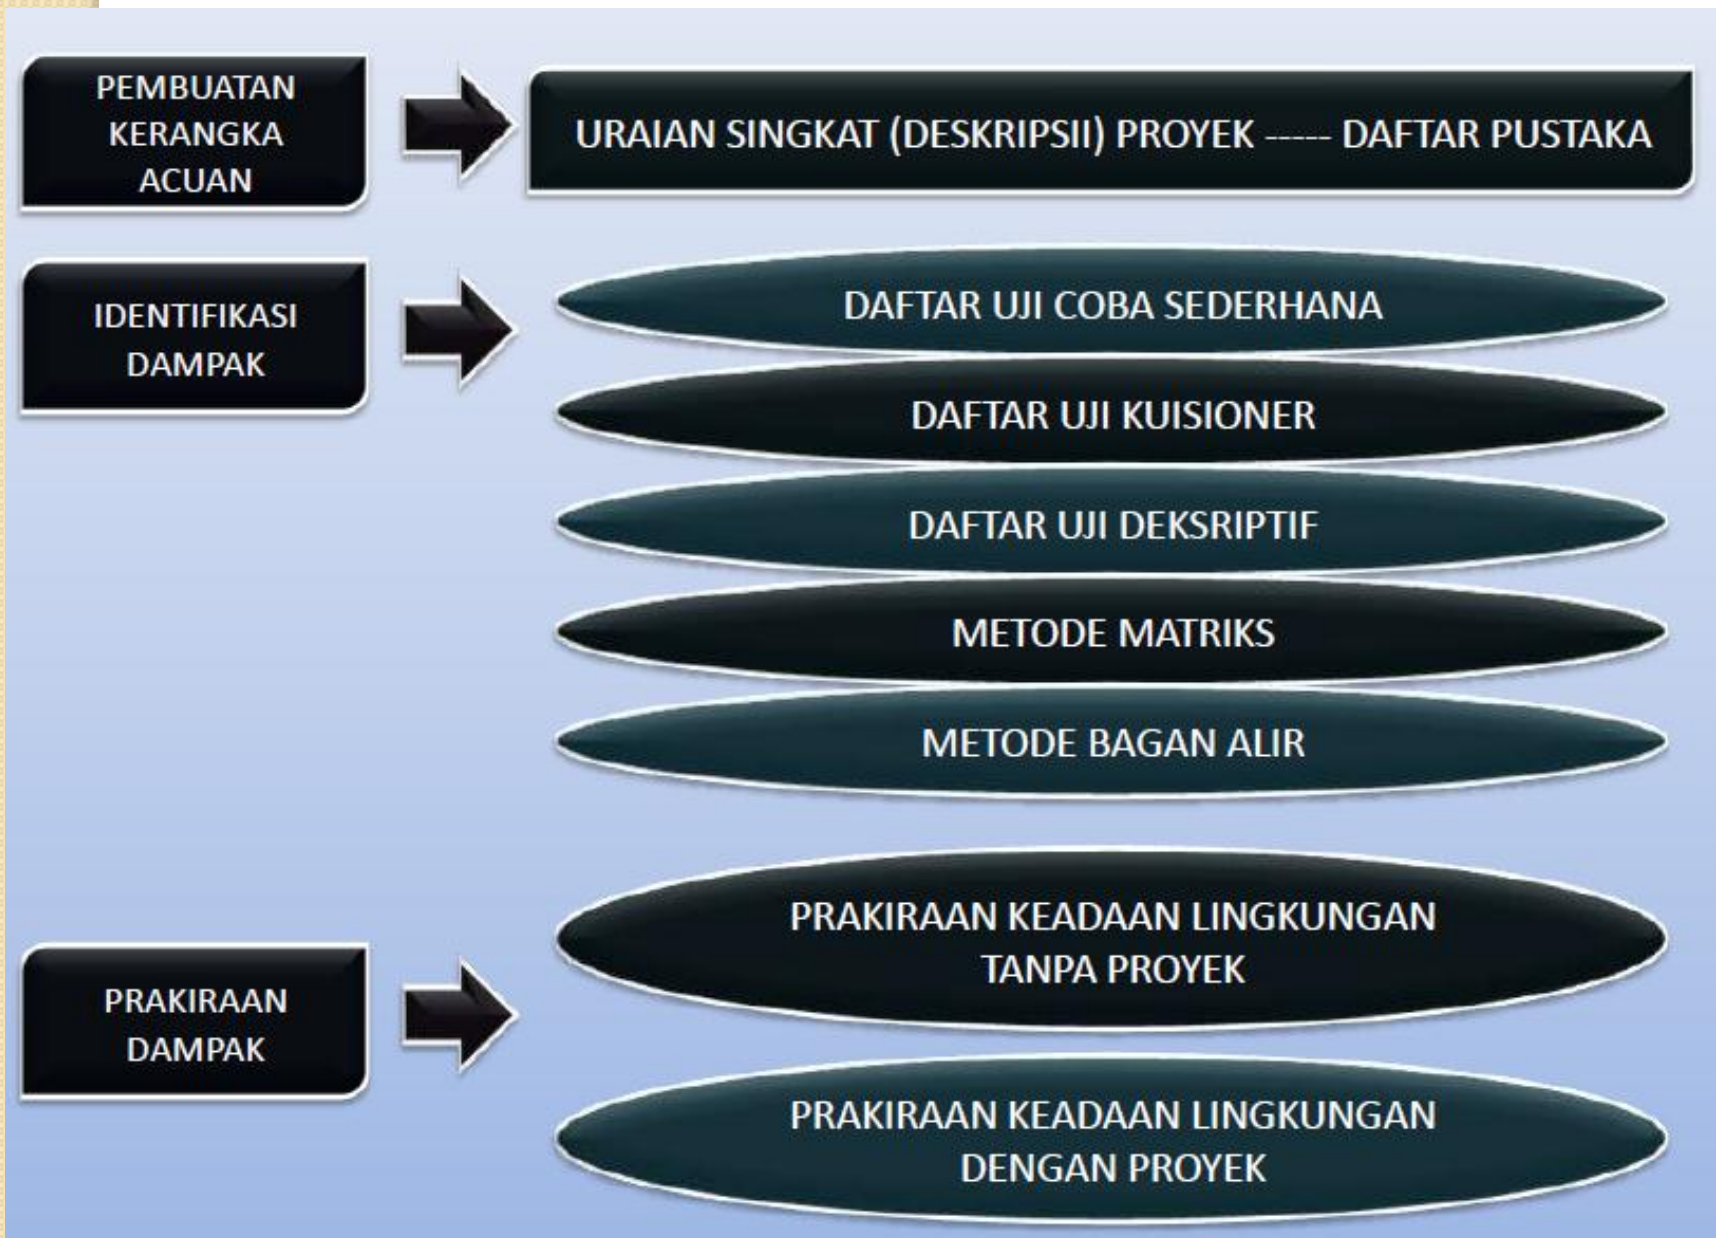 PEMBUATAN
KERANGKA
ACUAN
URAIAN SINGKAT (DESKRIPSII) PROYEK ----- DAFTAR PUSTAKA
IDENTIFIKASI
DAMPAK
DAFTAR UJI COBA SEDERHANA
DAFTAR UJI KUISIONER
DAFTAR UJI DEKSRIPTIF
METODE MATRIKS
METODE BAGAN ALIR
PRAKIRAAN
DAMPAK
PRAKIRAAN KEADAAN LINGKUNGAN
TANPA PROYEK
PRAKIRAAN KEADAAN LINGKUNGAN
DENGAN PROYEK